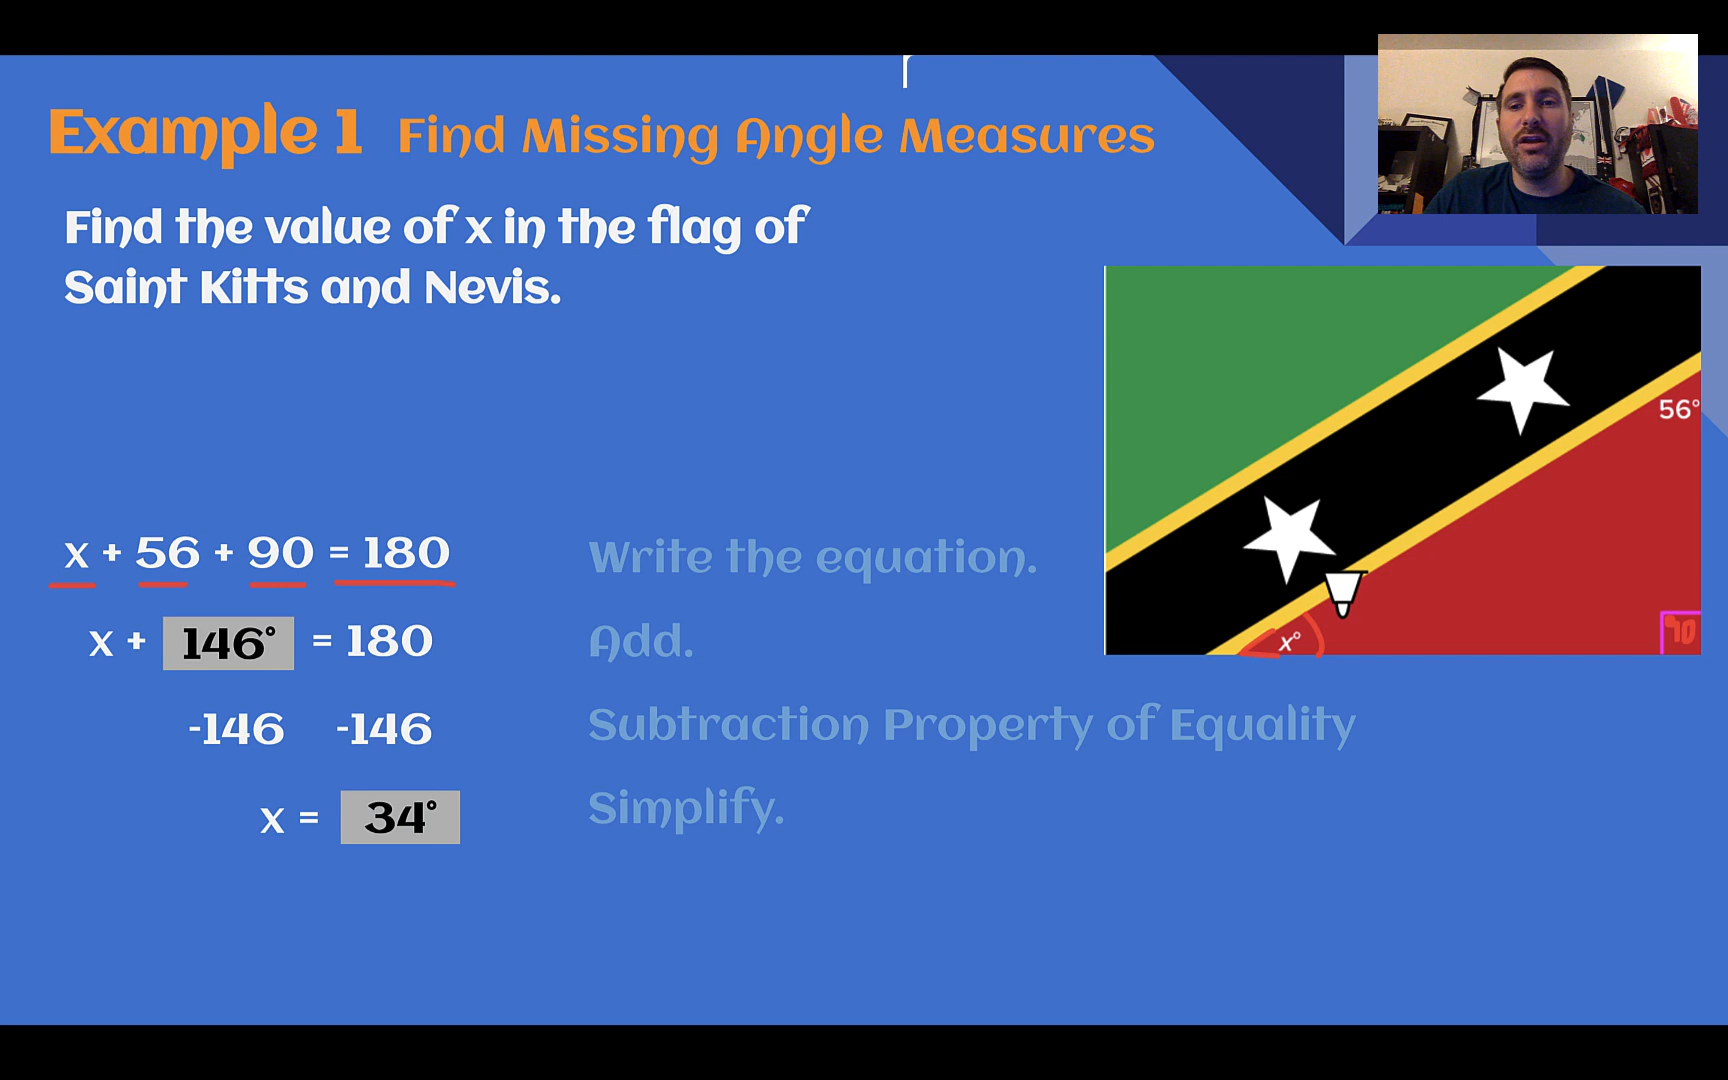 Example 1 Find Missing Angle Measures
Find the value of x in the flag of
Saint Kitts and Nevis.
x + 56 + 90 = 180
Write the equation.
x + 146° = 180
Add.
-146 -146
Subtraction Property of Equality
x = 34°
Simplify.
56°
x°
90